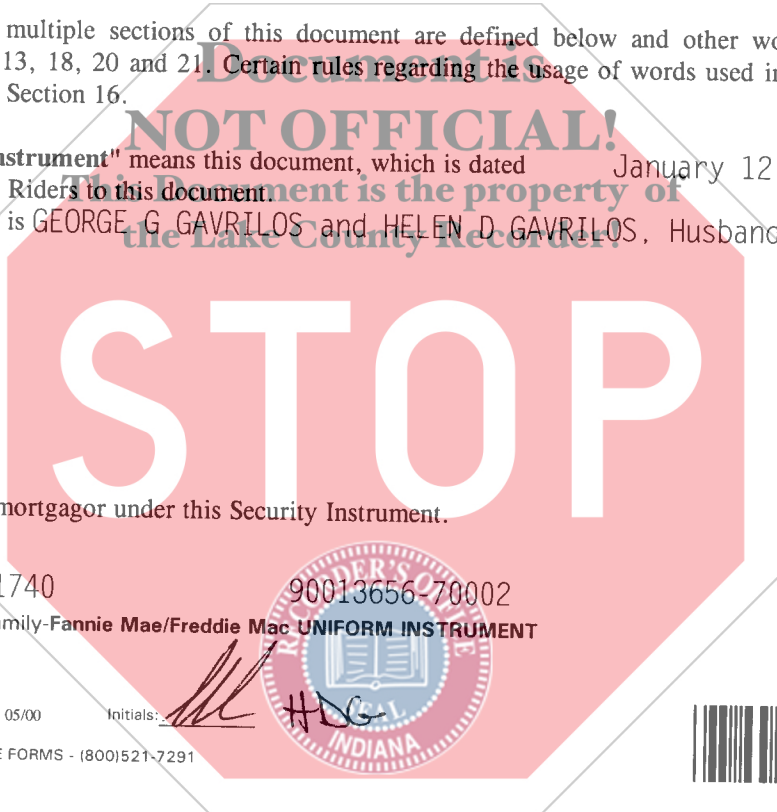 multiple sections of this document are defined below and other wo
Document is
13, 18, 20 and 21. Certain rules regarding the usage of words used in
Section 16.
NOT OFFICIAL!
nstrument" means this document, which is dated January 12
This Document is the property of
Riders to this document.
is GEORGE G GAVRILOS and HELEN D GAVRILOS, Husband
the Lake County Recorder!
STOP
mortgagor under this Security Instrument.
1740 90013656-70002
amily-Fannie Mae/Freddie Mac UNIFORM INSTRUMENT
RECORDER'S OFFICE
05/00 Initials: HDG
SEAL
INDIANA
E FORMS - (800)521-7291